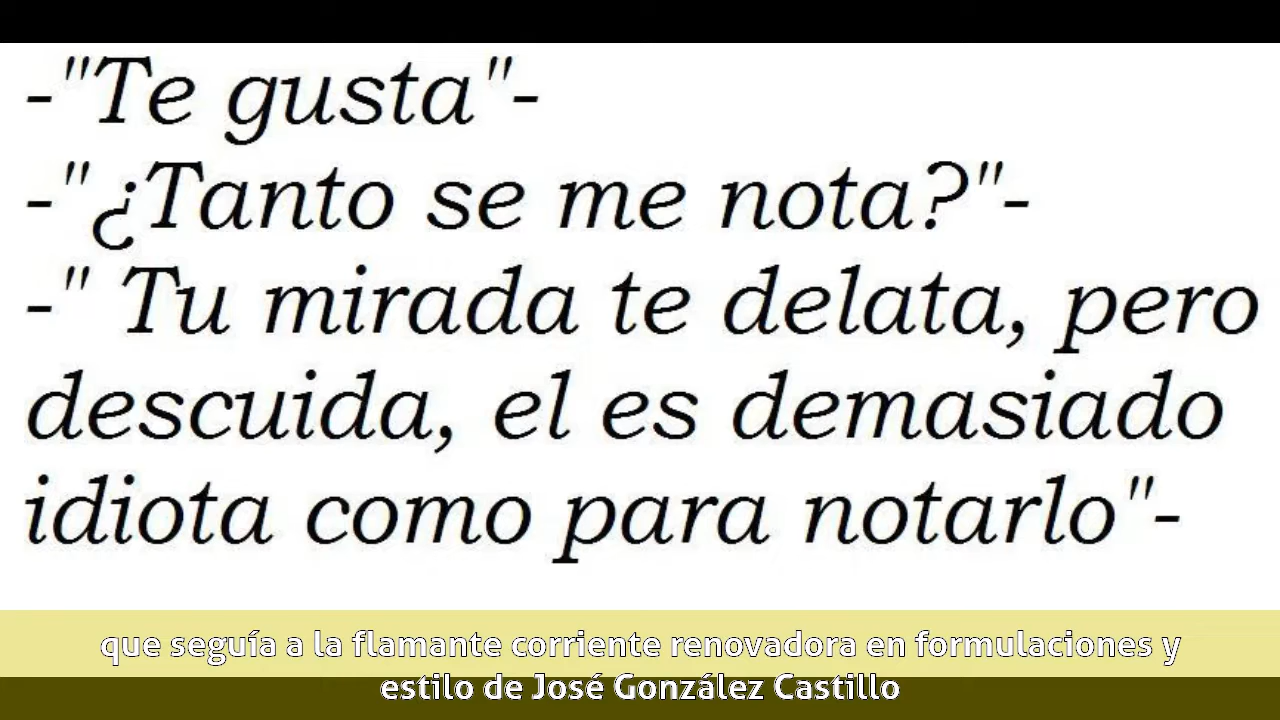 -"Te gusta"-
-"¿Tanto se me nota?"-
-" Tu mirada te delata, pero
descuida, el es demasiado
idiota como para notarlo"-
que seguía a la flamante corriente renovadora en formulaciones y
estilo de José González Castillo